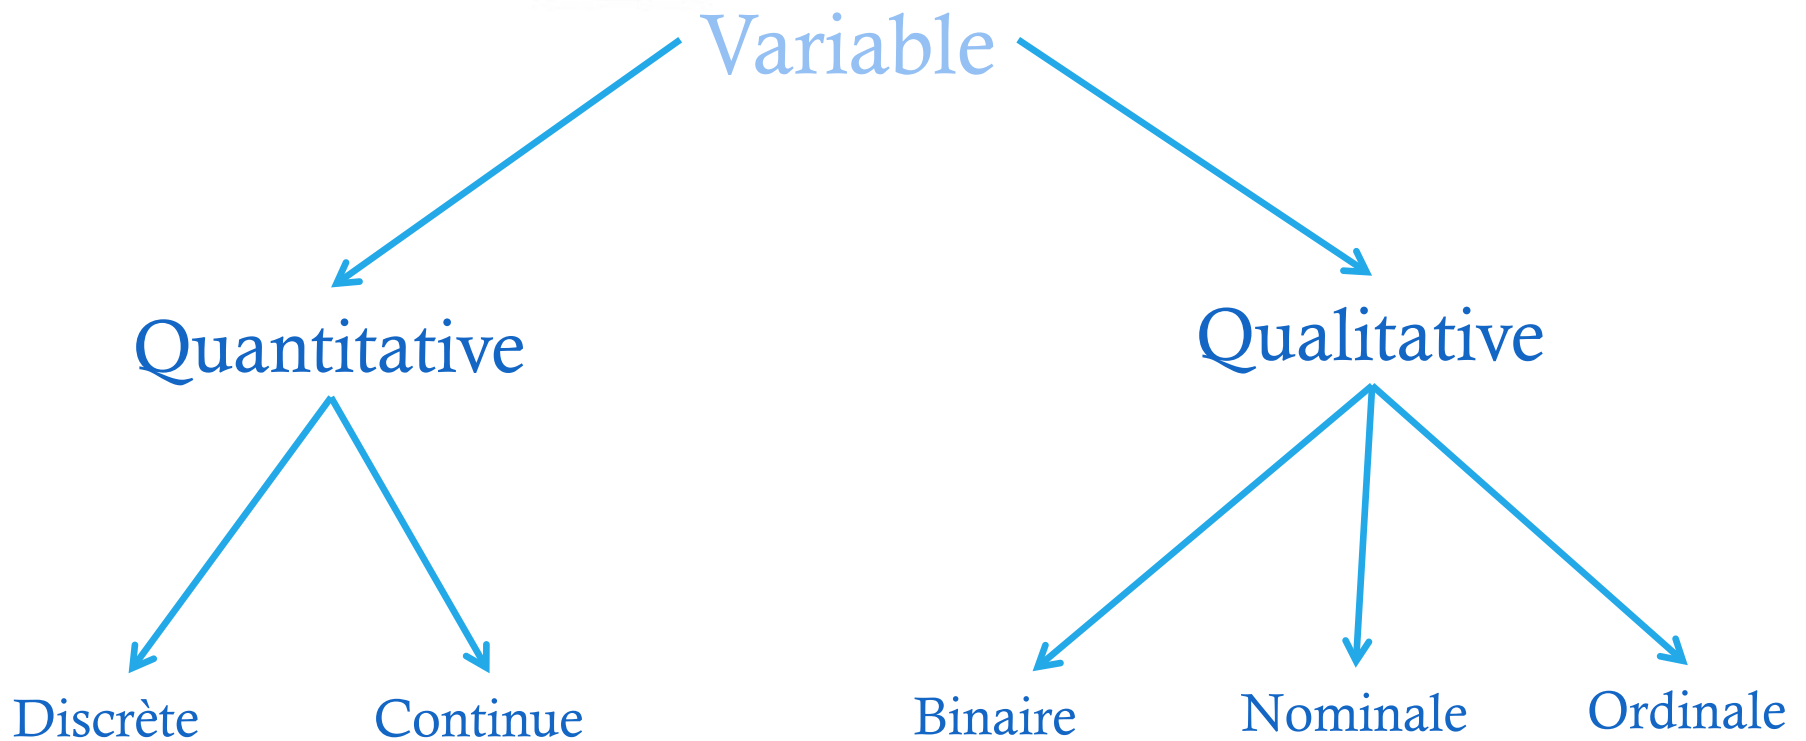 Variable
Quantitative
Qualitative
Discrète
Continue
Binaire
Nominale
Ordinale